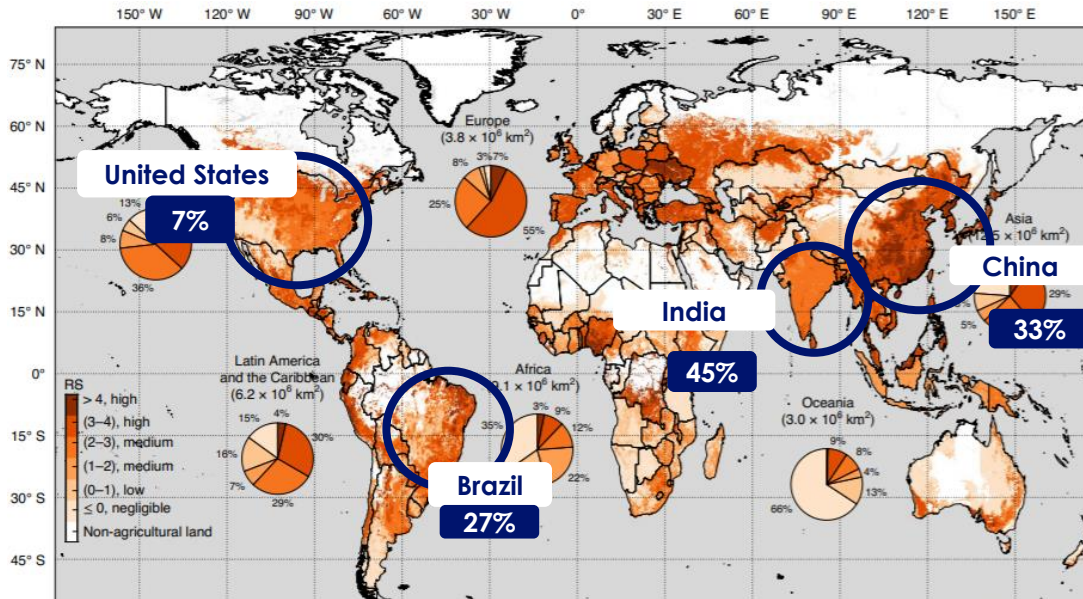 150° W 120° W 90° W 60° W 30° W 0° 30° E 60° E 90° E 120° E 150° E
75° N
60° N
45° N
30° N
15° N
0°
15° S
30° S
45° S
United States
7%
13%
6%
8%
36%
Europe
(3.8 × 10⁶ km²)
8%
3%
7%
25%
55%
Asia
5 × 10⁶ km²)
China
33%
29%
5%
India
45%
Latin America
and the Caribbean
(6.2 × 10⁶ km²)
15%
4%
30%
16%
7%
29%
Brazil
27%
Africa
.1 × 10⁶ km²)
35%
3%
9%
12%
22%
Oceania
(3.0 × 10⁶ km²)
9%
8%
4%
13%
66%
RS
> 4, high
(3–4), high
(2–3), medium
(1–2), medium
(0–1), low
≤ 0, negligible
Non-agricultural land